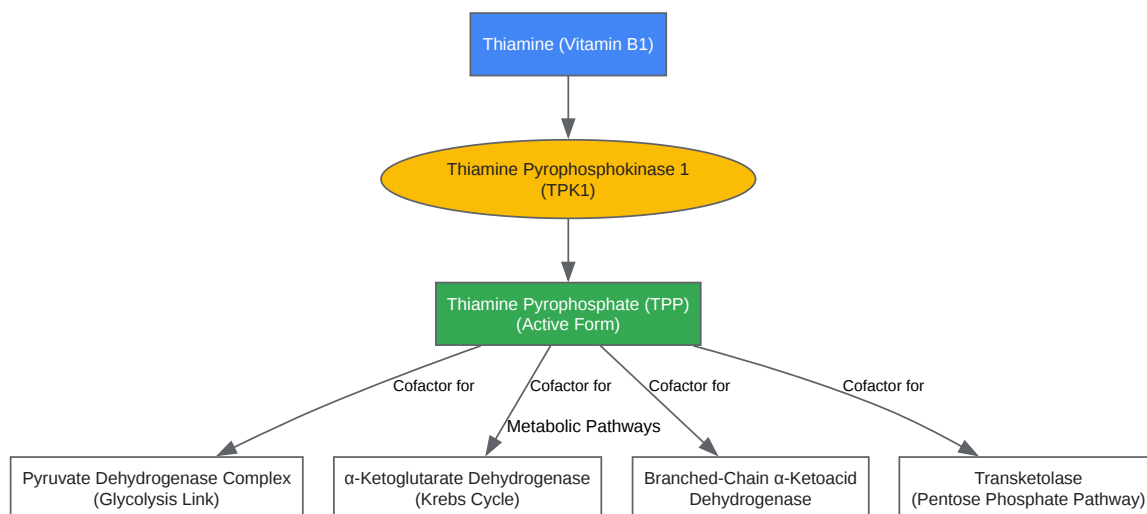 Thiamine (Vitamin B1)
Thiamine Pyrophosphokinase 1
(TPK1)
Thiamine Pyrophosphate (TPP)
(Active Form)
Cofactor for
Cofactor for
Cofactor for
Cofactor for
Metabolic Pathways
Pyruvate Dehydrogenase Complex
(Glycolysis Link)
α-Ketoglutarate Dehydrogenase
(Krebs Cycle)
Branched-Chain α-Ketoacid
Dehydrogenase
Transketolase
(Pentose Phosphate Pathway)